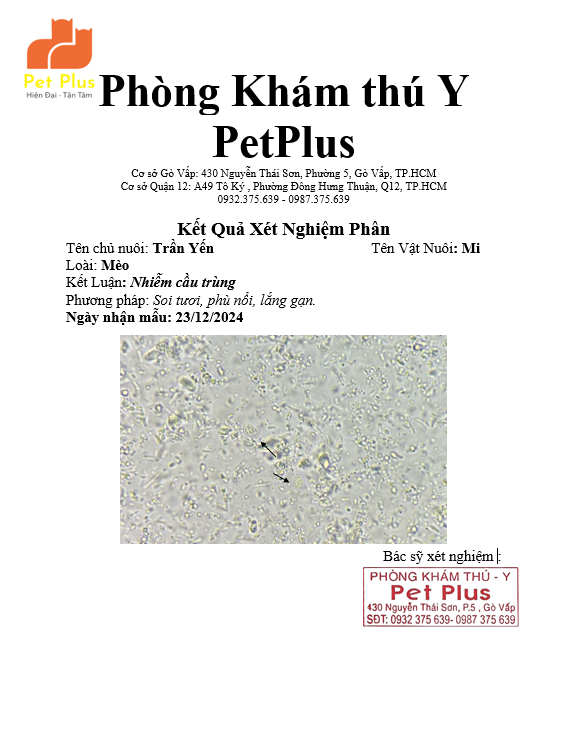 Pet Plus
Hiện Đại - Tận Tâm
Phòng Khám thú Y
PetPlus
Cơ sở Gò Vấp: 430 Nguyễn Thái Sơn, Phường 5, Gò Vấp, TP.HCM
Cơ sở Quận 12: A49 Tô Ký , Phường Đông Hưng Thuận, Q12, TP.HCM
0932.375.639 - 0987.375.639
Kết Quả Xét Nghiệm Phân
Tên chủ nuôi: Trần Yến Tên Vật Nuôi: Mi
Loài: Mèo
Kết Luận: Nhiễm cầu trùng
Phương pháp: Soi tươi, phù nổi, lắng gạn.
Ngày nhận mẫu: 23/12/2024
Bác sỹ xét nghiệm :
PHÒNG KHÁM THÚ - Y
Pet Plus
430 Nguyễn Thái Sơn, P.5 , Gò Vấp
SĐT: 0932 375 639- 0987 375 639